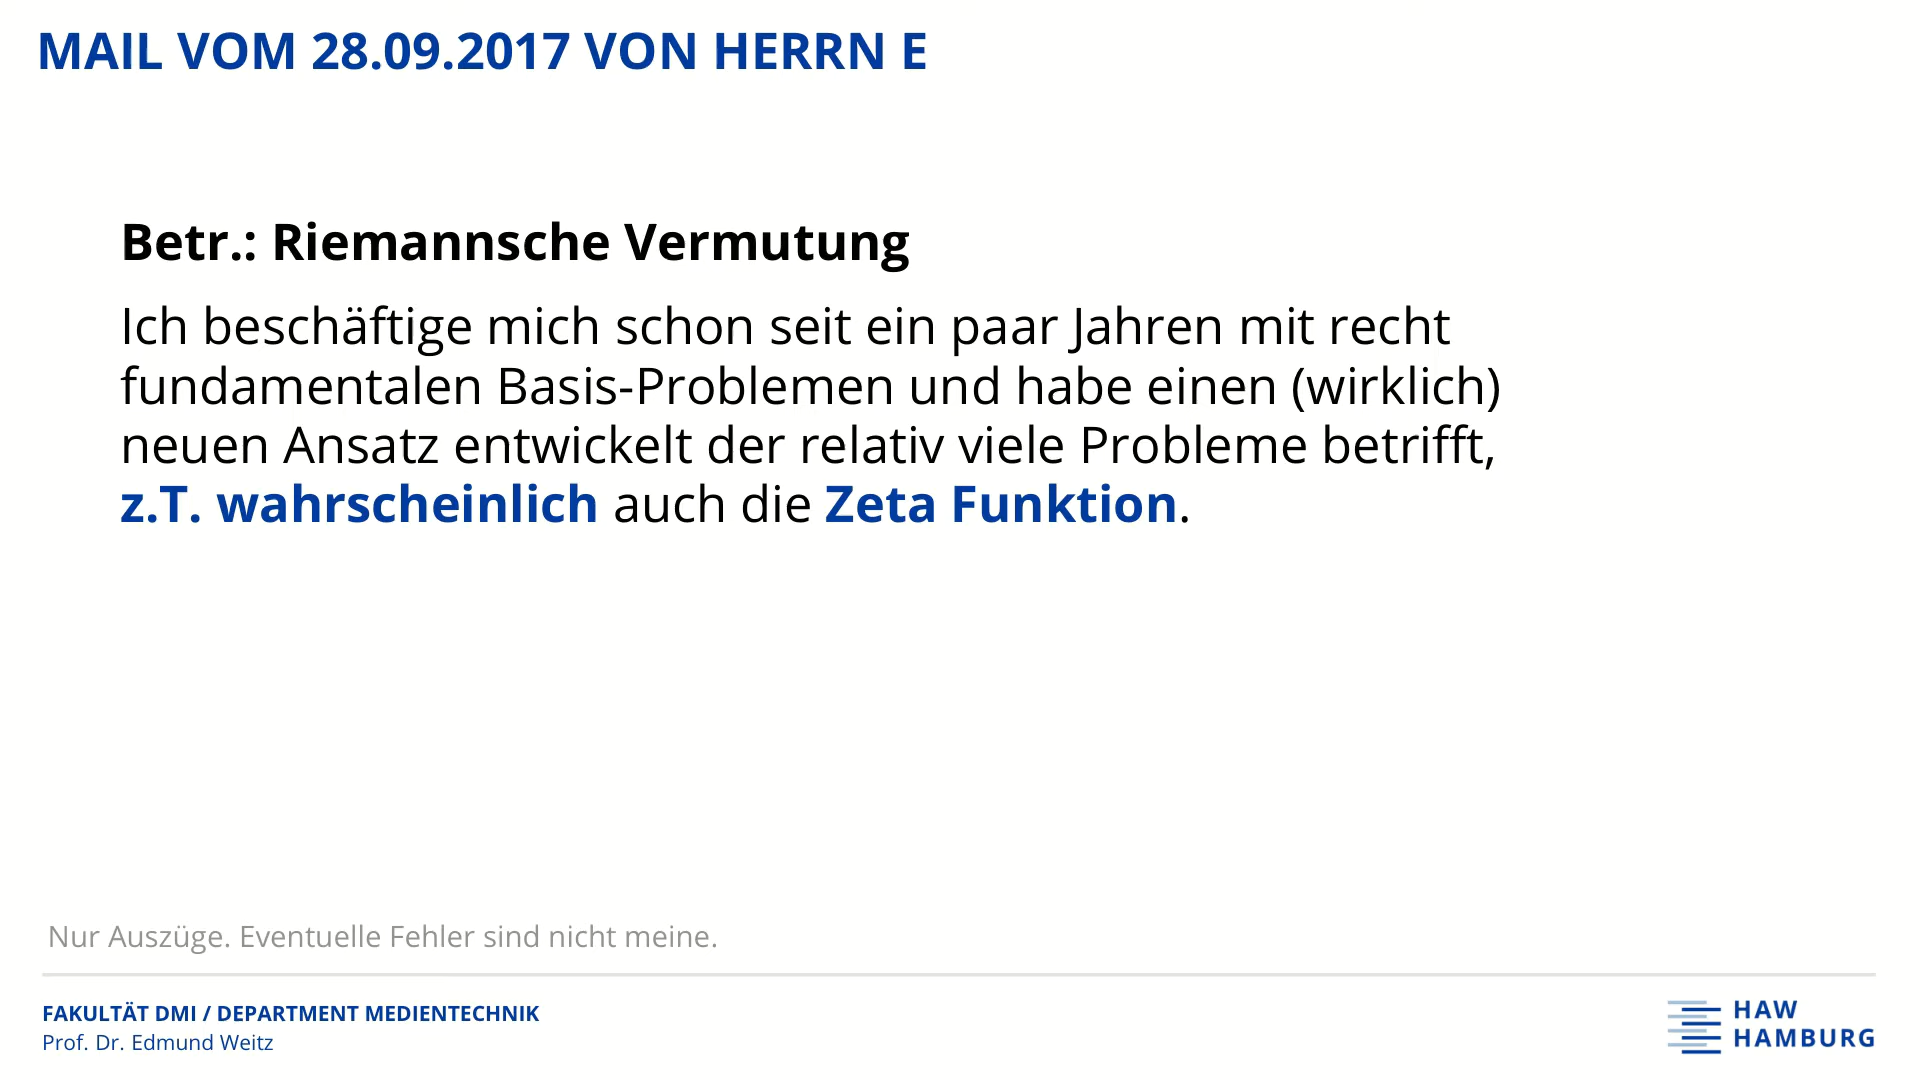 MAIL VOM 28.09.2017 VON HERRN E
Betr.: Riemannsche Vermutung
Ich beschäftige mich schon seit ein paar Jahren mit recht
fundamentalen Basis-Problemen und habe einen (wirklich)
neuen Ansatz entwickelt der relativ viele Probleme betrifft,
z.T. wahrscheinlich auch die Zeta Funktion.
Nur Auszüge. Eventuelle Fehler sind nicht meine.
FAKULTÄT DMI / DEPARTMENT MEDIENTECHNIK
Prof. Dr. Edmund Weitz
HAW
HAMBURG